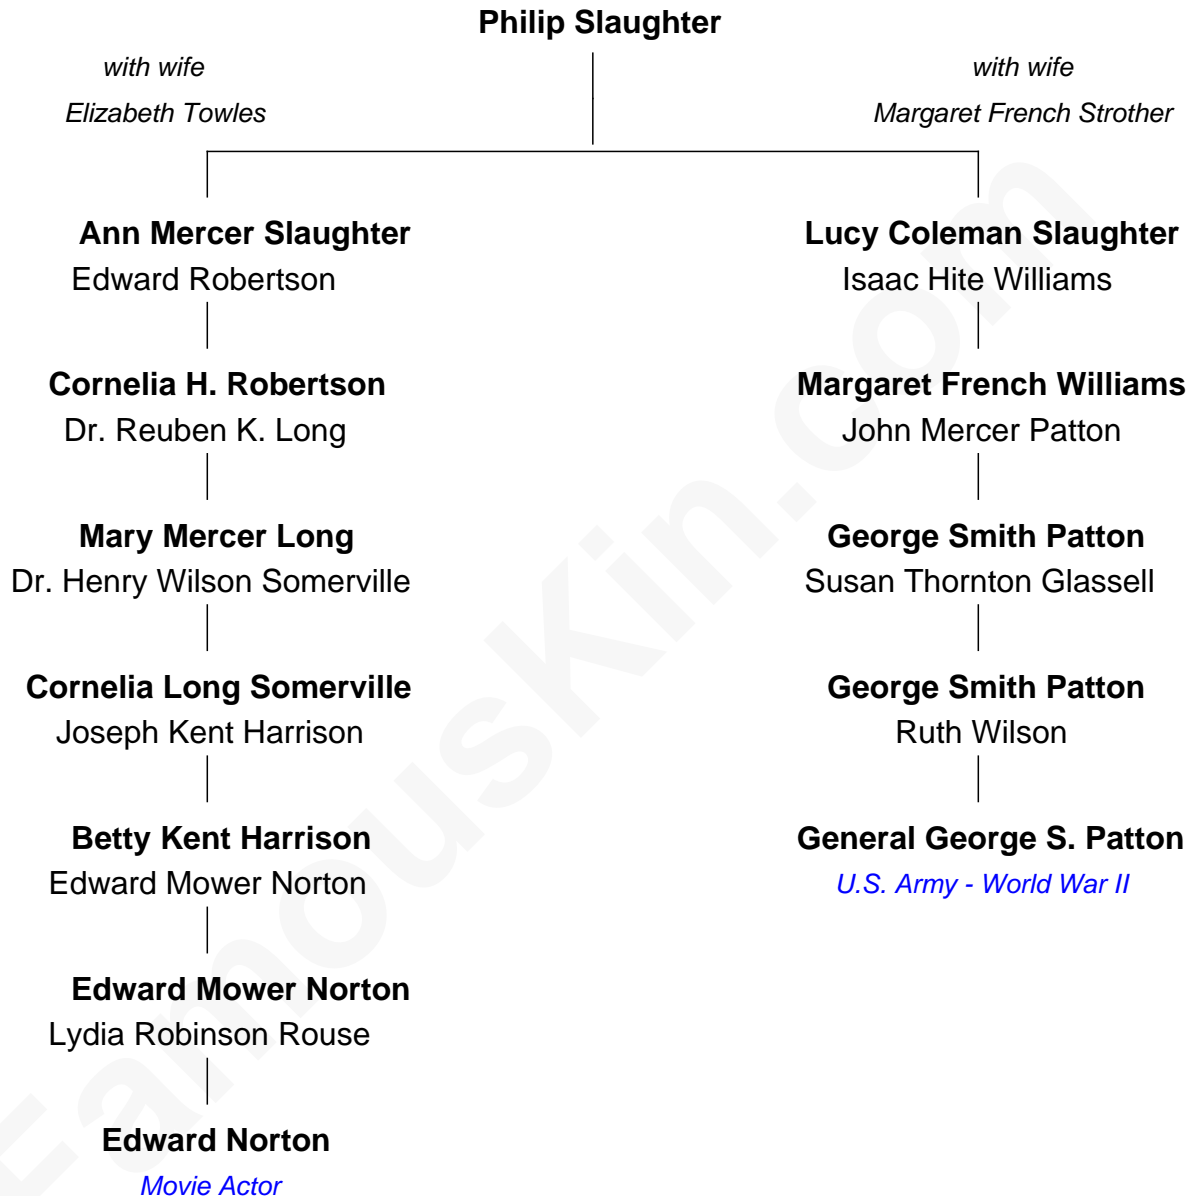 Philip Slaughter
with wife
Elizabeth Towles
with wife
Margaret French Strother
Ann Mercer Slaughter
Edward Robertson
Lucy Coleman Slaughter
Isaac Hite Williams
Cornelia H. Robertson
Dr. Reuben K. Long
Margaret French Williams
John Mercer Patton
Mary Mercer Long
Dr. Henry Wilson Somerville
George Smith Patton
Susan Thornton Glassell
Cornelia Long Somerville
Joseph Kent Harrison
George Smith Patton
Ruth Wilson
Betty Kent Harrison
Edward Mower Norton
General George S. Patton
U.S. Army - World War II
Edward Mower Norton
Lydia Robinson Rouse
Edward Norton
Movie Actor
FamousKin.com